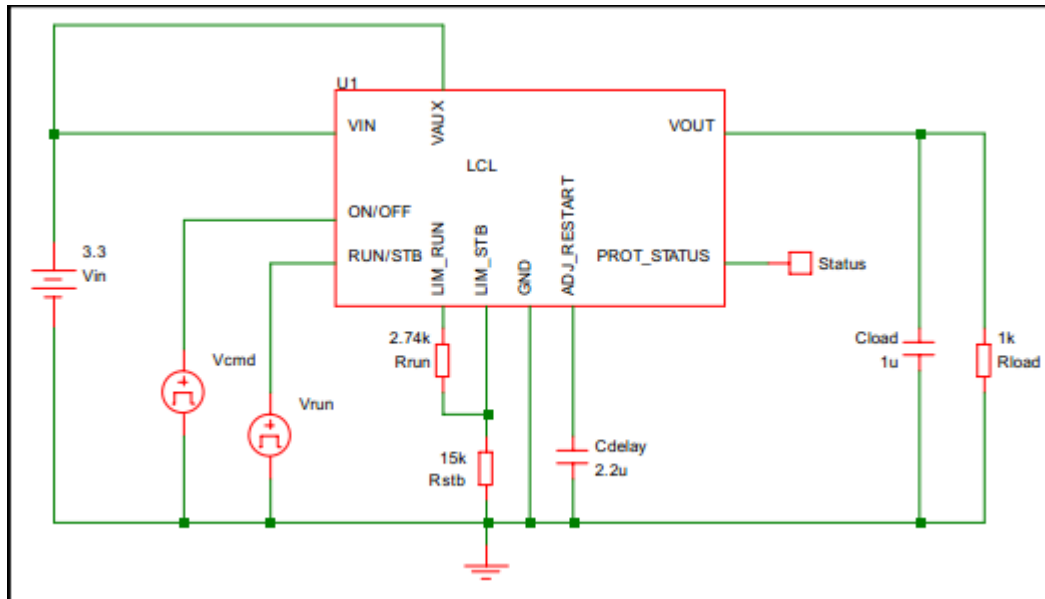 U1
VIN
VAUX
VOUT
LCL
ON/OFF
RUN/STB
LIM_RUN
LIM_STB
GND
ADJ_RESTART
PROT_STATUS
Status
3.3
Vin
Vcmd
Vrun
2.74k
Rrun
15k
Rstb
Cdelay
2.2u
Cload
1u
1k
Rload